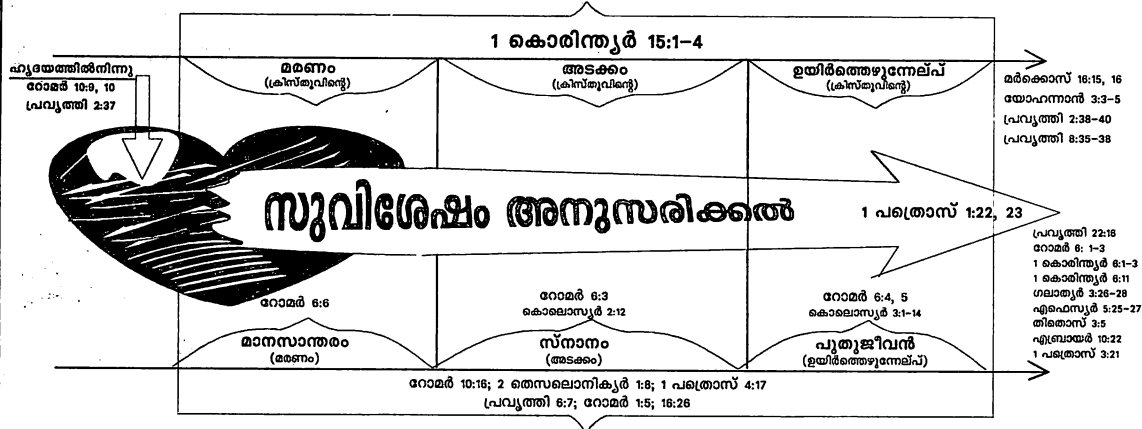 1 കൊരിന്ത്യർ 15:1-4
ഹൃദയത്തിൽനിന്നു
റോമർ 10:9, 10
പ്രവൃത്തി 2:37
മരണം
(ക്രിസ്തുവിന്റെ)
അടക്കം
(ക്രിസ്തുവിന്റെ)
ഉയിർത്തെഴുന്നേല്പ്
(ക്രിസ്തുവിന്റെ)
മർക്കൊസ് 16:15, 16
യോഹന്നാൻ 3:3-5
പ്രവൃത്തി 2:38-40
പ്രവൃത്തി 8:35-38
സുവിശേഷം അനുസരിക്കൽ
1 പത്രൊസ് 1:22, 23
പ്രവൃത്തി 22:16
റോമർ 6: 1-3
1 കൊരിന്ത്യർ 6:1-3
1 കൊരിന്ത്യർ 6:11
ഗലാത്യർ 3:26-28
എഫെസ്യർ 5:25-27
തിതൊസ് 3:5
എബ്രായർ 10:22
1 പത്രൊസ് 3:21
റോമർ 6:6
മാനസാന്തരം
(മരണം)
റോമർ 6:3
കൊലൊസ്യർ 2:12
സ്നാനം
(അടക്കം)
റോമർ 6:4, 5
കൊലൊസ്യർ 3:1-14
പുതുജീവൻ
(ഉയിർത്തെഴുന്നേല്പ്)
റോമർ 10:16; 2 തെസലൊനിക്യർ 1:8; 1 പത്രൊസ് 4:17
പ്രവൃത്തി 6:7; റോമർ 1:5; 16:26